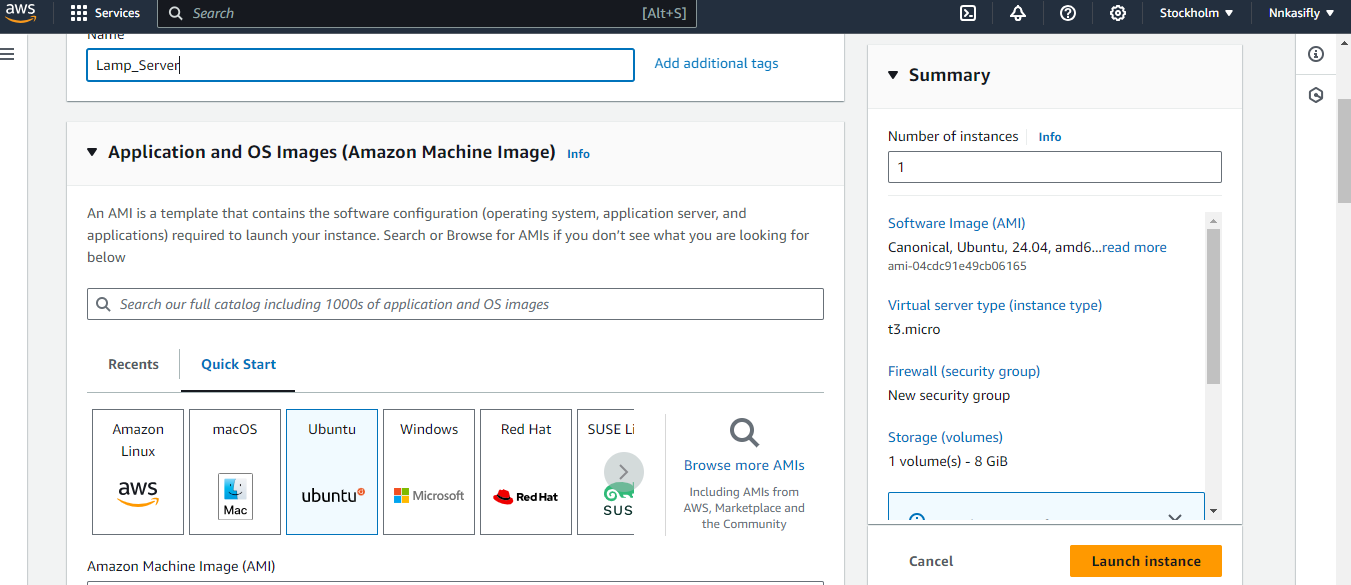 aws
Services
Search
[Alt+S]
Stockholm
Nnkasifly
Name
Lamp_Server
Add additional tags
Application and OS Images (Amazon Machine Image)
Info
An AMI is a template that contains the software configuration (operating system, application server, and
applications) required to launch your instance. Search or Browse for AMIs if you don't see what you are looking for
below
Search our full catalog including 1000s of application and OS images
Recents
Quick Start
Amazon
Linux
aws
macOS
Mac
Ubuntu
ubuntu
Windows
Microsoft
Red Hat
Red Hat
SUSE Li
SUS
Browse more AMIs
Including AMIs from
AWS, Marketplace and
the Community
Amazon Machine Image (AMI)
Summary
Number of instances
Info
1
Software Image (AMI)
Canonical, Ubuntu, 24.04, amd6...read more
ami-04cdc91e49cb06165
Virtual server type (instance type)
t3.micro
Firewall (security group)
New security group
Storage (volumes)
1 volume(s) - 8 GiB
Cancel
Launch instance